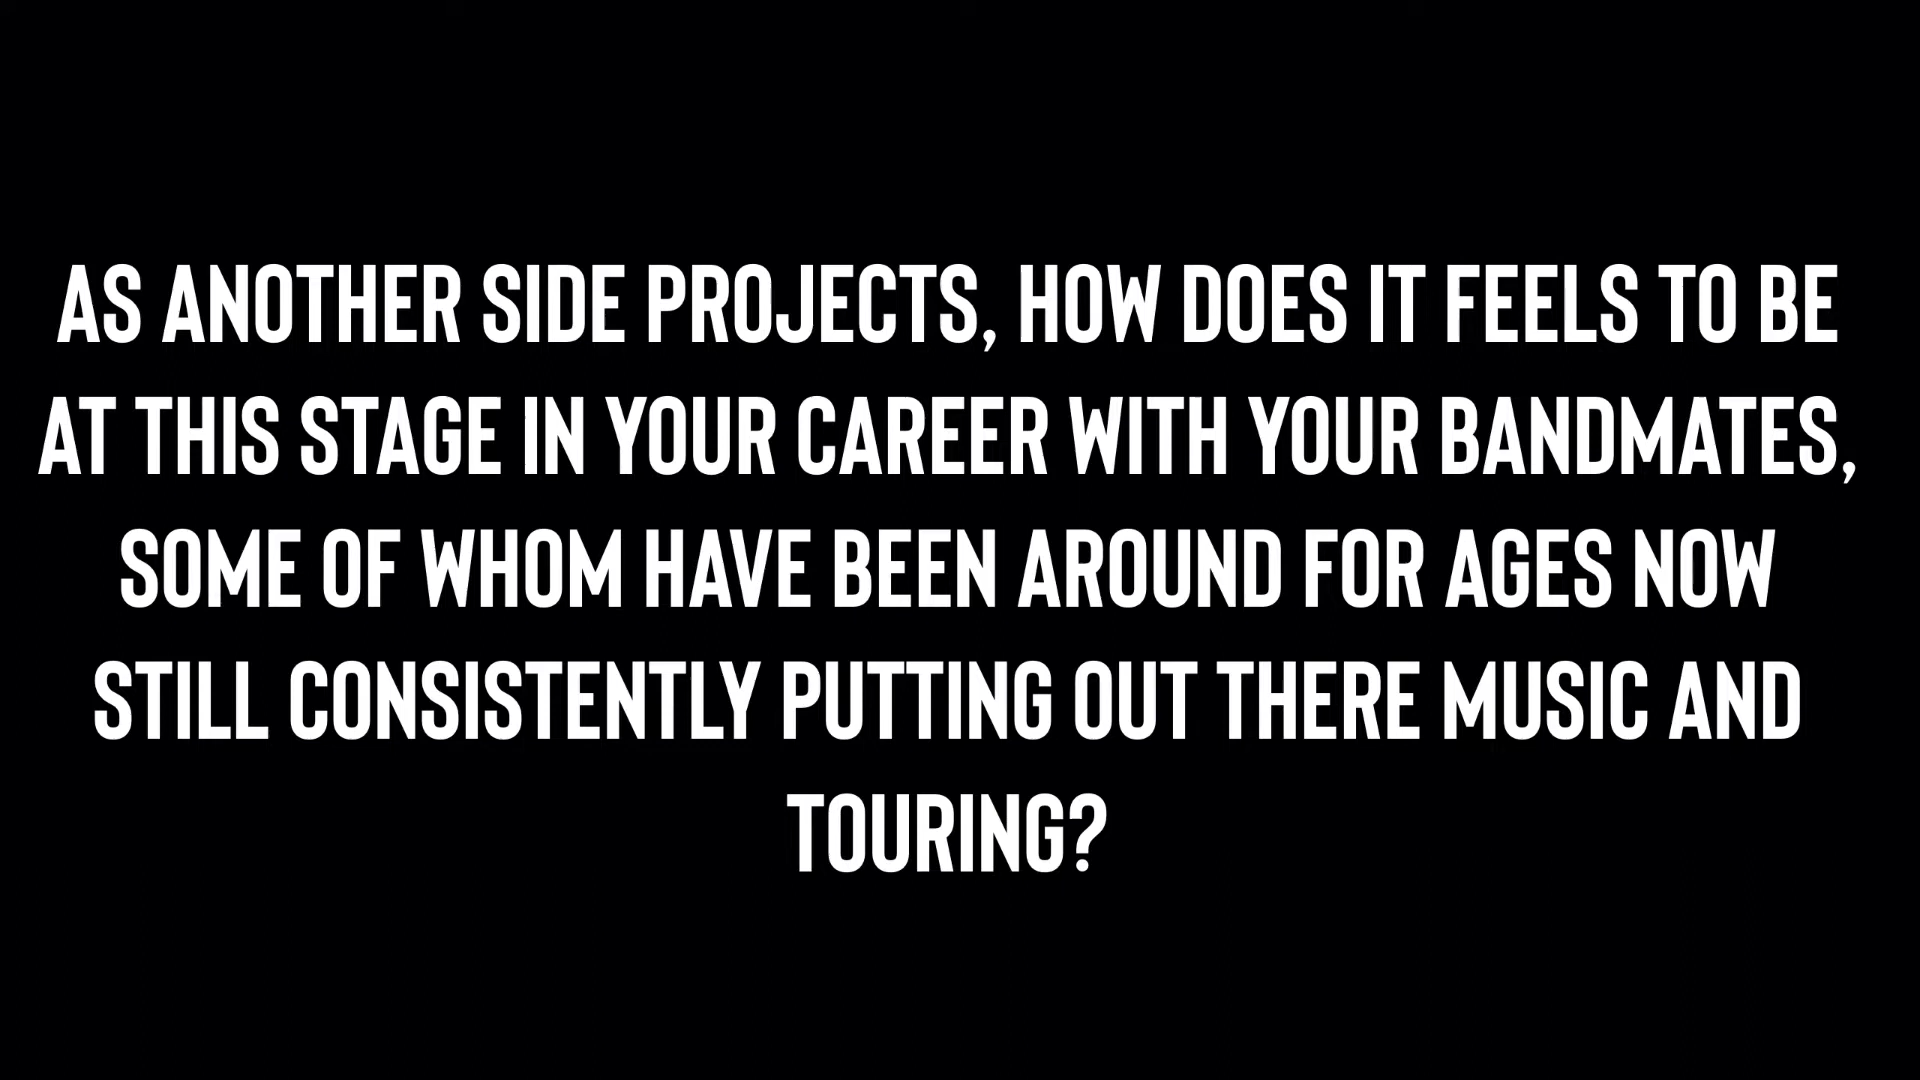 AS ANOTHER SIDE PROJECTS, HOW DOES IT FEELS TO BE
AT THIS STAGE IN YOUR CAREER WITH YOUR BANDMATES,
SOME OF WHOM HAVE BEEN AROUND FOR AGES NOW
STILL CONSISTENTLY PUTTING OUT THERE MUSIC AND
TOURING?